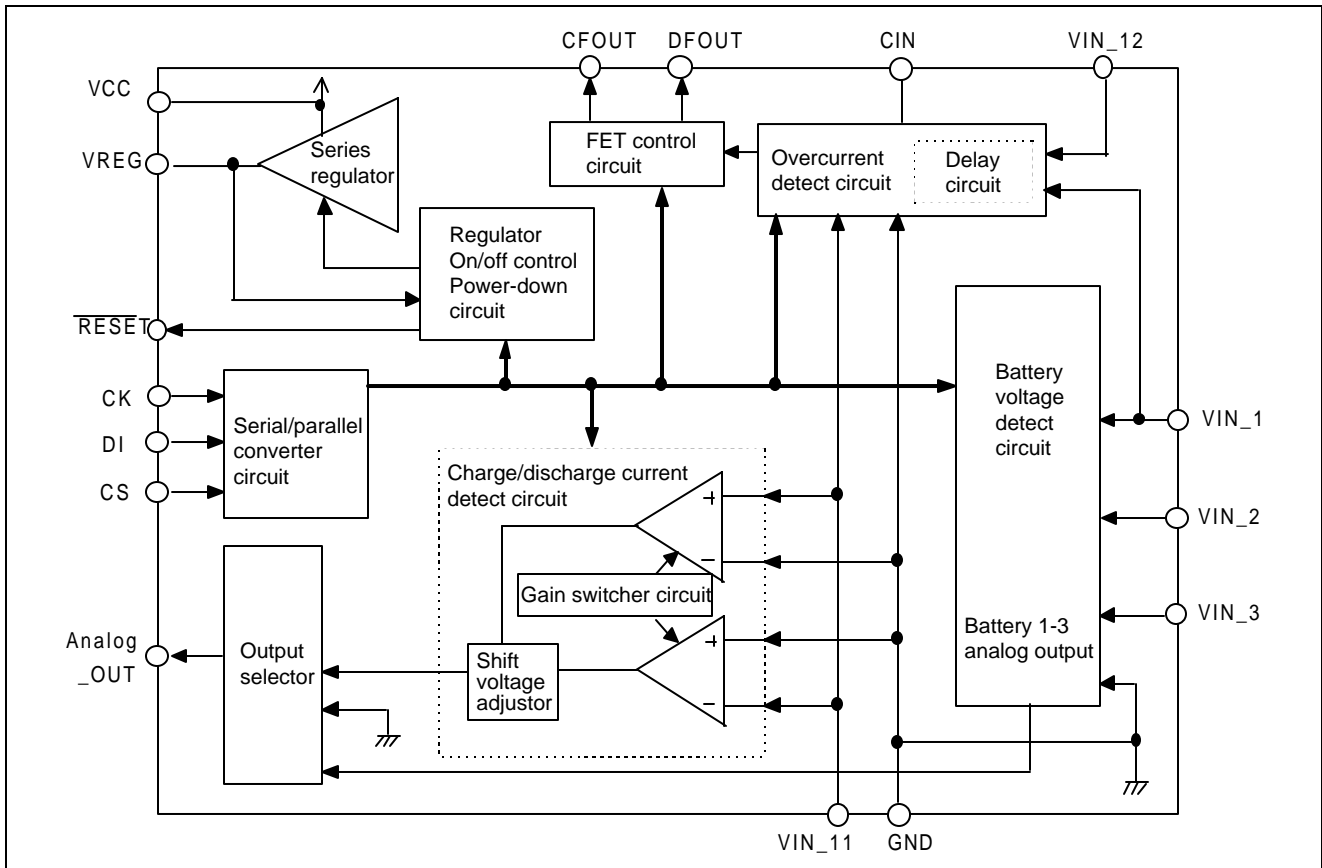 CFOUT
DFOUT
CIN
VIN_12
VCC
VREG
Series
regulator
FET control
circuit
Overcurrent
detect circuit
Delay
circuit
Regulator
On/off control
Power-down
circuit
RESET
CK
DI
CS
Serial/parallel
converter
circuit
Battery
voltage
detect
circuit
VIN_1
VIN_2
VIN_3
Charge/discharge current
detect circuit
+
−
Gain switcher circuit
+
−
Shift
voltage
adjustor
Battery 1-3
analog output
Analog
_OUT
Output
selector
VIN_11
GND